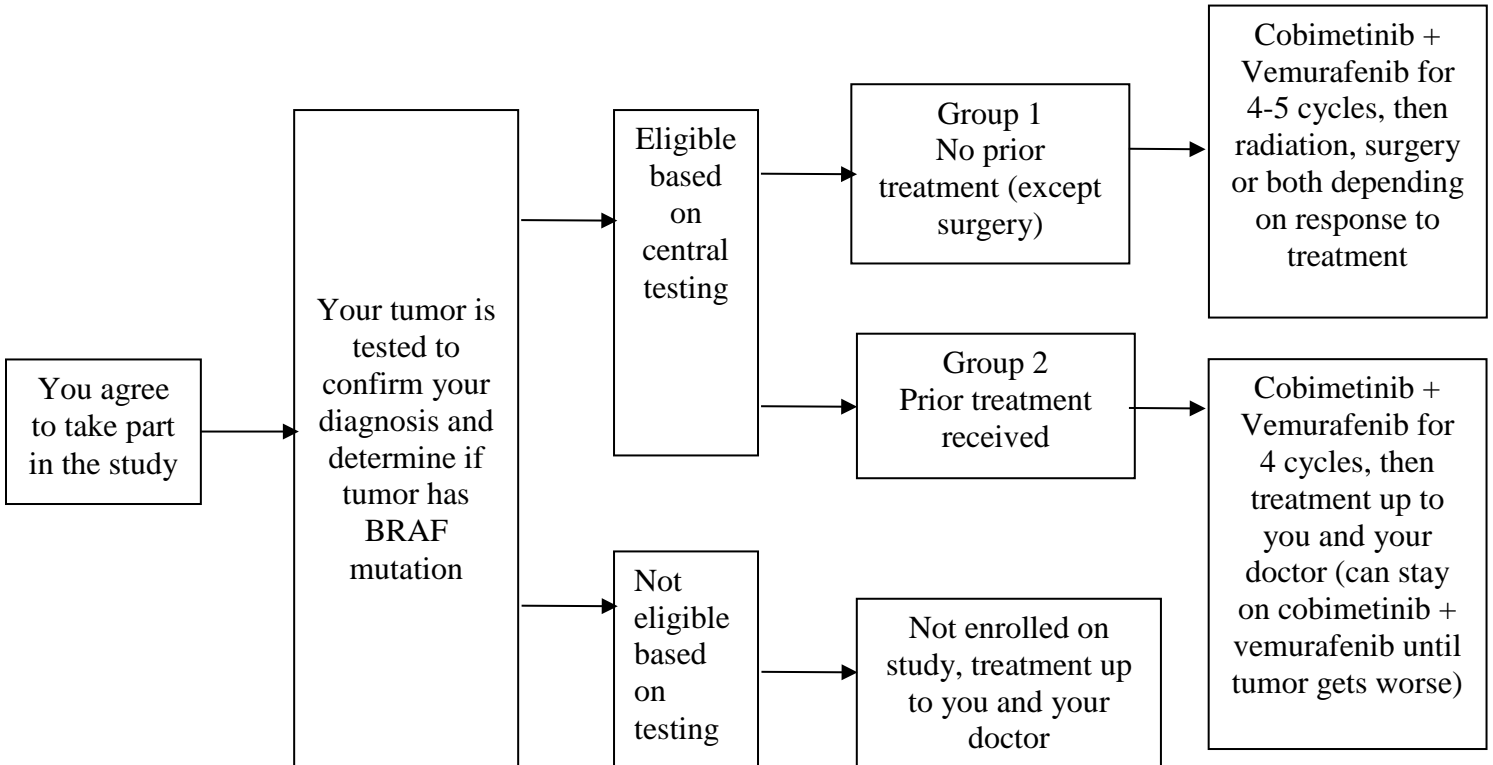 You agree
to take part
in the study
Your tumor is
tested to
confirm your
diagnosis and
determine if
tumor has
BRAF
mutation
Eligible
based
on
central
testing
Group 1
No prior
treatment (except
surgery)
Cobimetinib +
Vemurafenib for
4-5 cycles, then
radiation, surgery
or both depending
on response to
treatment
Group 2
Prior treatment
received
Cobimetinib +
Vemurafenib for
4 cycles, then
treatment up to
you and your
doctor (can stay
on cobimetinib +
vemurafenib until
tumor gets worse)
Not
eligible
based
on
testing
Not enrolled on
study, treatment up
to you and your
doctor